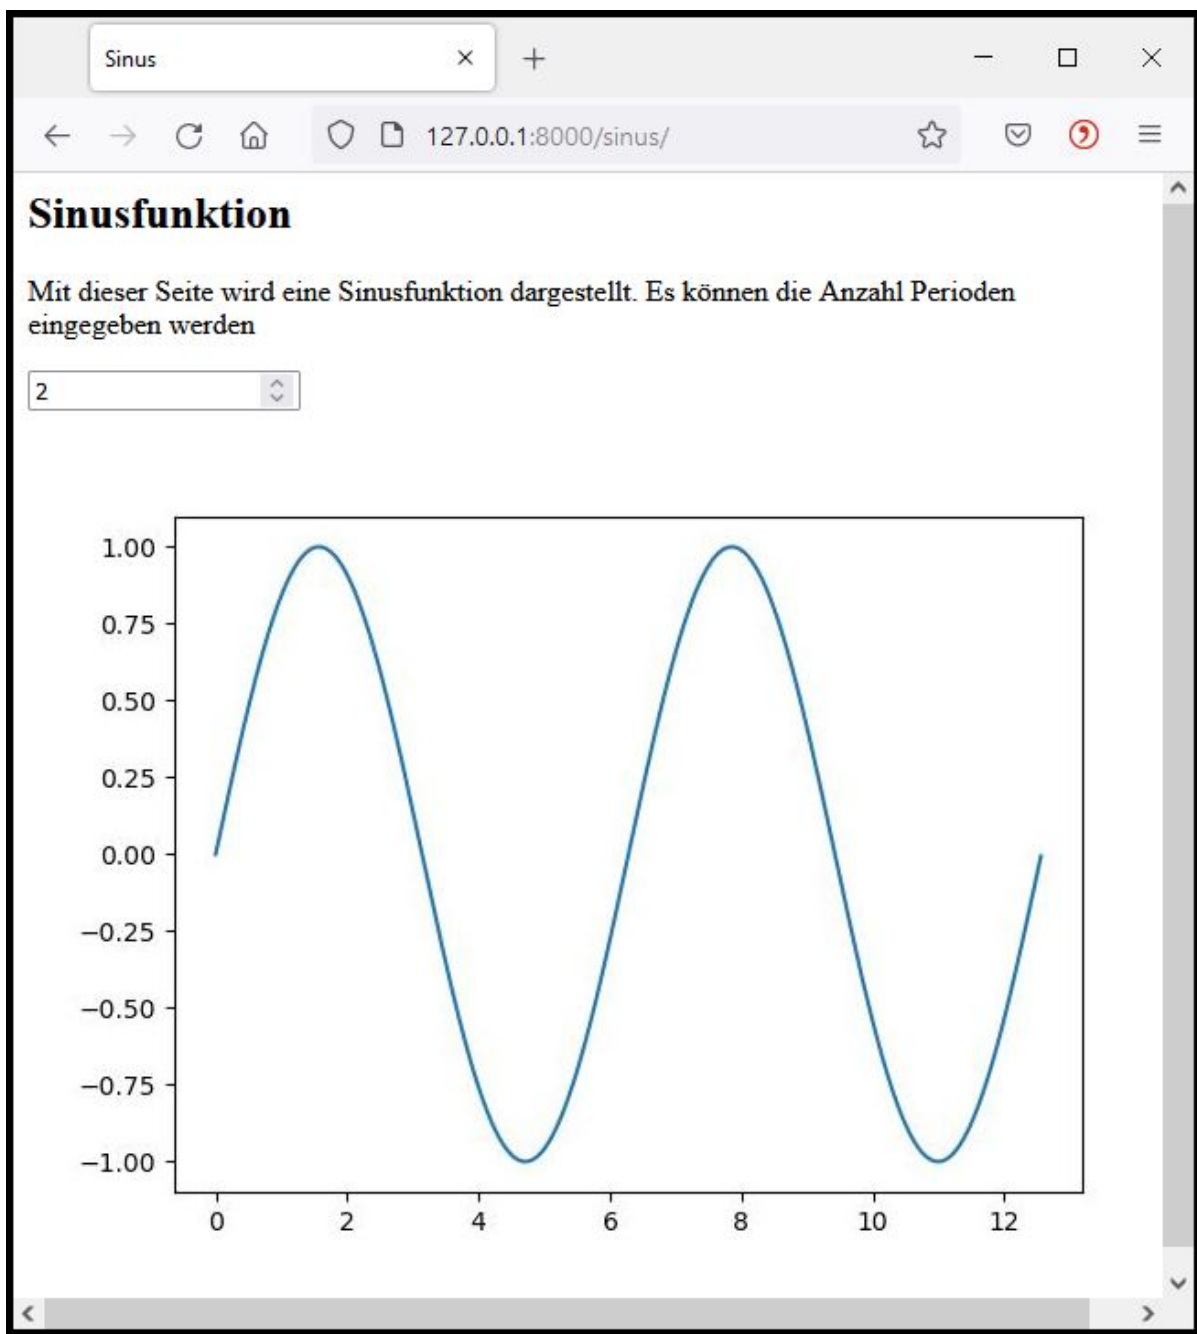 Sinus
127.0.0.1:8000/sinus/
Sinusfunktion
Mit dieser Seite wird eine Sinusfunktion dargestellt. Es können die Anzahl Perioden
eingegeben werden
2
1.00
0.75
0.50
0.25
0.00
−0.25
−0.50
−0.75
−1.00
0 2 4 6 8 10 12